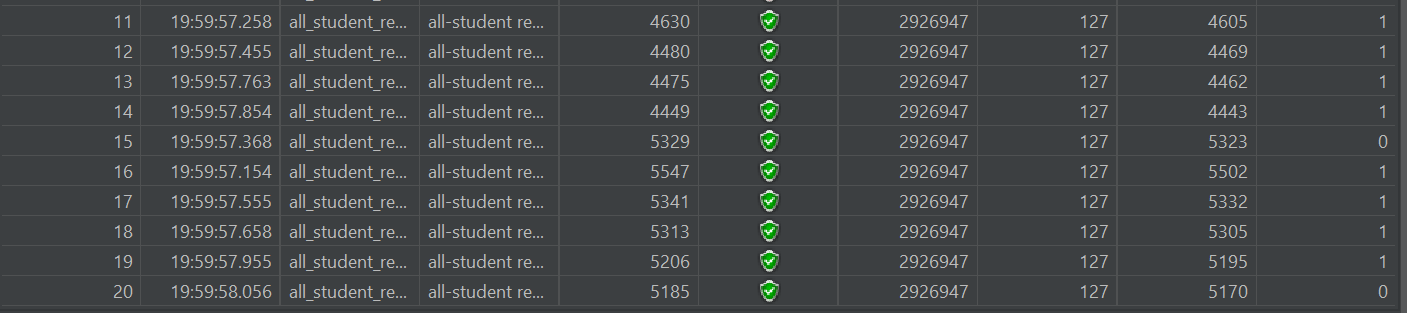 11 19:59:57.258 all_student_re... all-student re... 4630 2926947 127 4605 1
12 19:59:57.455 all_student_re... all-student re... 4480 2926947 127 4469 1
13 19:59:57.763 all_student_re... all-student re... 4475 2926947 127 4462 1
14 19:59:57.854 all_student_re... all-student re... 4449 2926947 127 4443 1
15 19:59:57.368 all_student_re... all-student re... 5329 2926947 127 5323 0
16 19:59:57.154 all_student_re... all-student re... 5547 2926947 127 5502 1
17 19:59:57.555 all_student_re... all-student re... 5341 2926947 127 5332 1
18 19:59:57.658 all_student_re... all-student re... 5313 2926947 127 5305 1
19 19:59:57.955 all_student_re... all-student re... 5206 2926947 127 5195 1
20 19:59:58.056 all_student_re... all-student re... 5185 2926947 127 5170 0